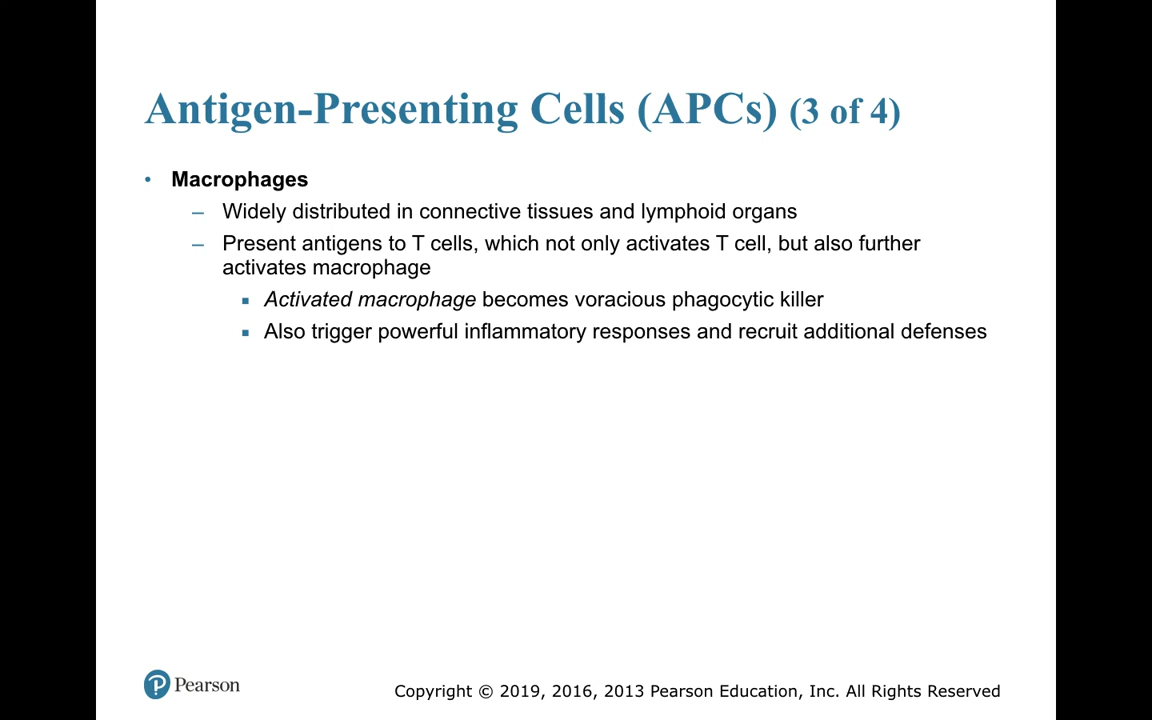 Antigen-Presenting Cells (APCs) (3 of 4)
• Macrophages
– Widely distributed in connective tissues and lymphoid organs
– Present antigens to T cells, which not only activates T cell, but also further
activates macrophage
▪ Activated macrophage becomes voracious phagocytic killer
▪ Also trigger powerful inflammatory responses and recruit additional defenses
Pearson
Copyright © 2019, 2016, 2013 Pearson Education, Inc. All Rights Reserved